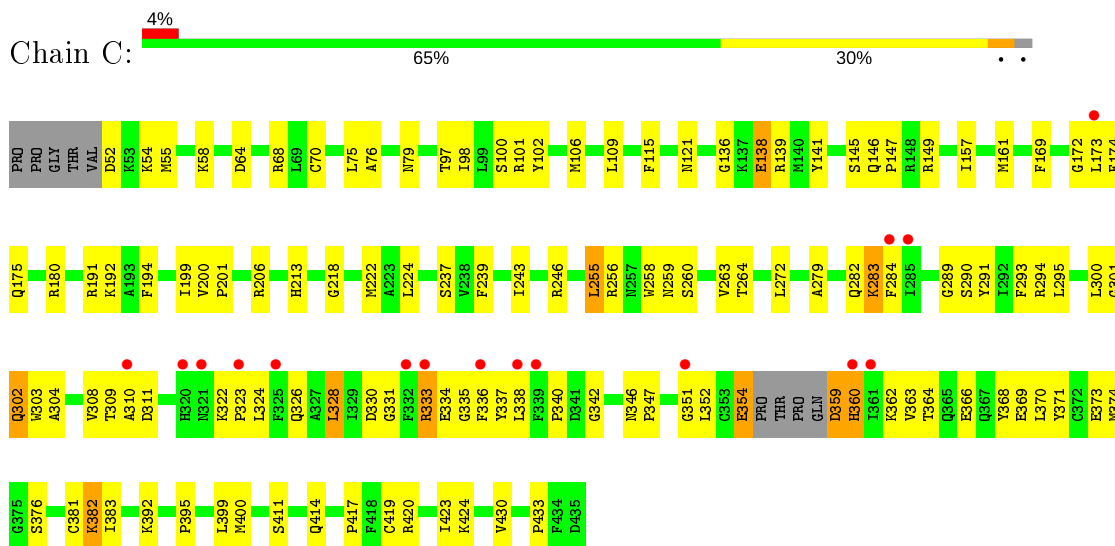 4%
Chain C:
65% 30% • •
PRO PRO GLY THR VAL D52 K53 K54 M55 K58 D64 R68 L69 C70 L75 A76 N79 T97 I98 L99 S100 R101 Y102 M106 L109 F115 N121 G136 K137 E138 R139 M140 Y141 S145 Q146 P147 R148 R149 I157 M161 F169 G172 L173 E174
Q175 R180 R191 K192 A193 F194 I199 V200 P201 R206 H213 G218 M222 A223 L224 S237 V238 F239 I243 R246 L255 R256 N257 W258 N259 S260 V263 T264 L272 A279 Q282 K283 F284 I285 G289 S290 Y291 I292 F293 R294 L295 L300 G301
Q302 W303 A304 V308 T309 A310 D311 H320 N321 K322 P323 L324 F325 Q326 A327 L328 I329 D330 G331 F332 R333 E334 G335 F336 Y337 L338 F339 P340 D341 G342 N346 P347 G351 L352 C353 E354 PRO THR PRO GLN D359 H360 I361 K362 V363 T364 Q365 E366 Q367 Y368 E369 L370 Y371 C372 E373
G375 S376 C381 K382 I383 K392 P395 L399 M400 S411 Q414 P417 F418 C419 R420 I423 K424 V430 P433 F434 D435